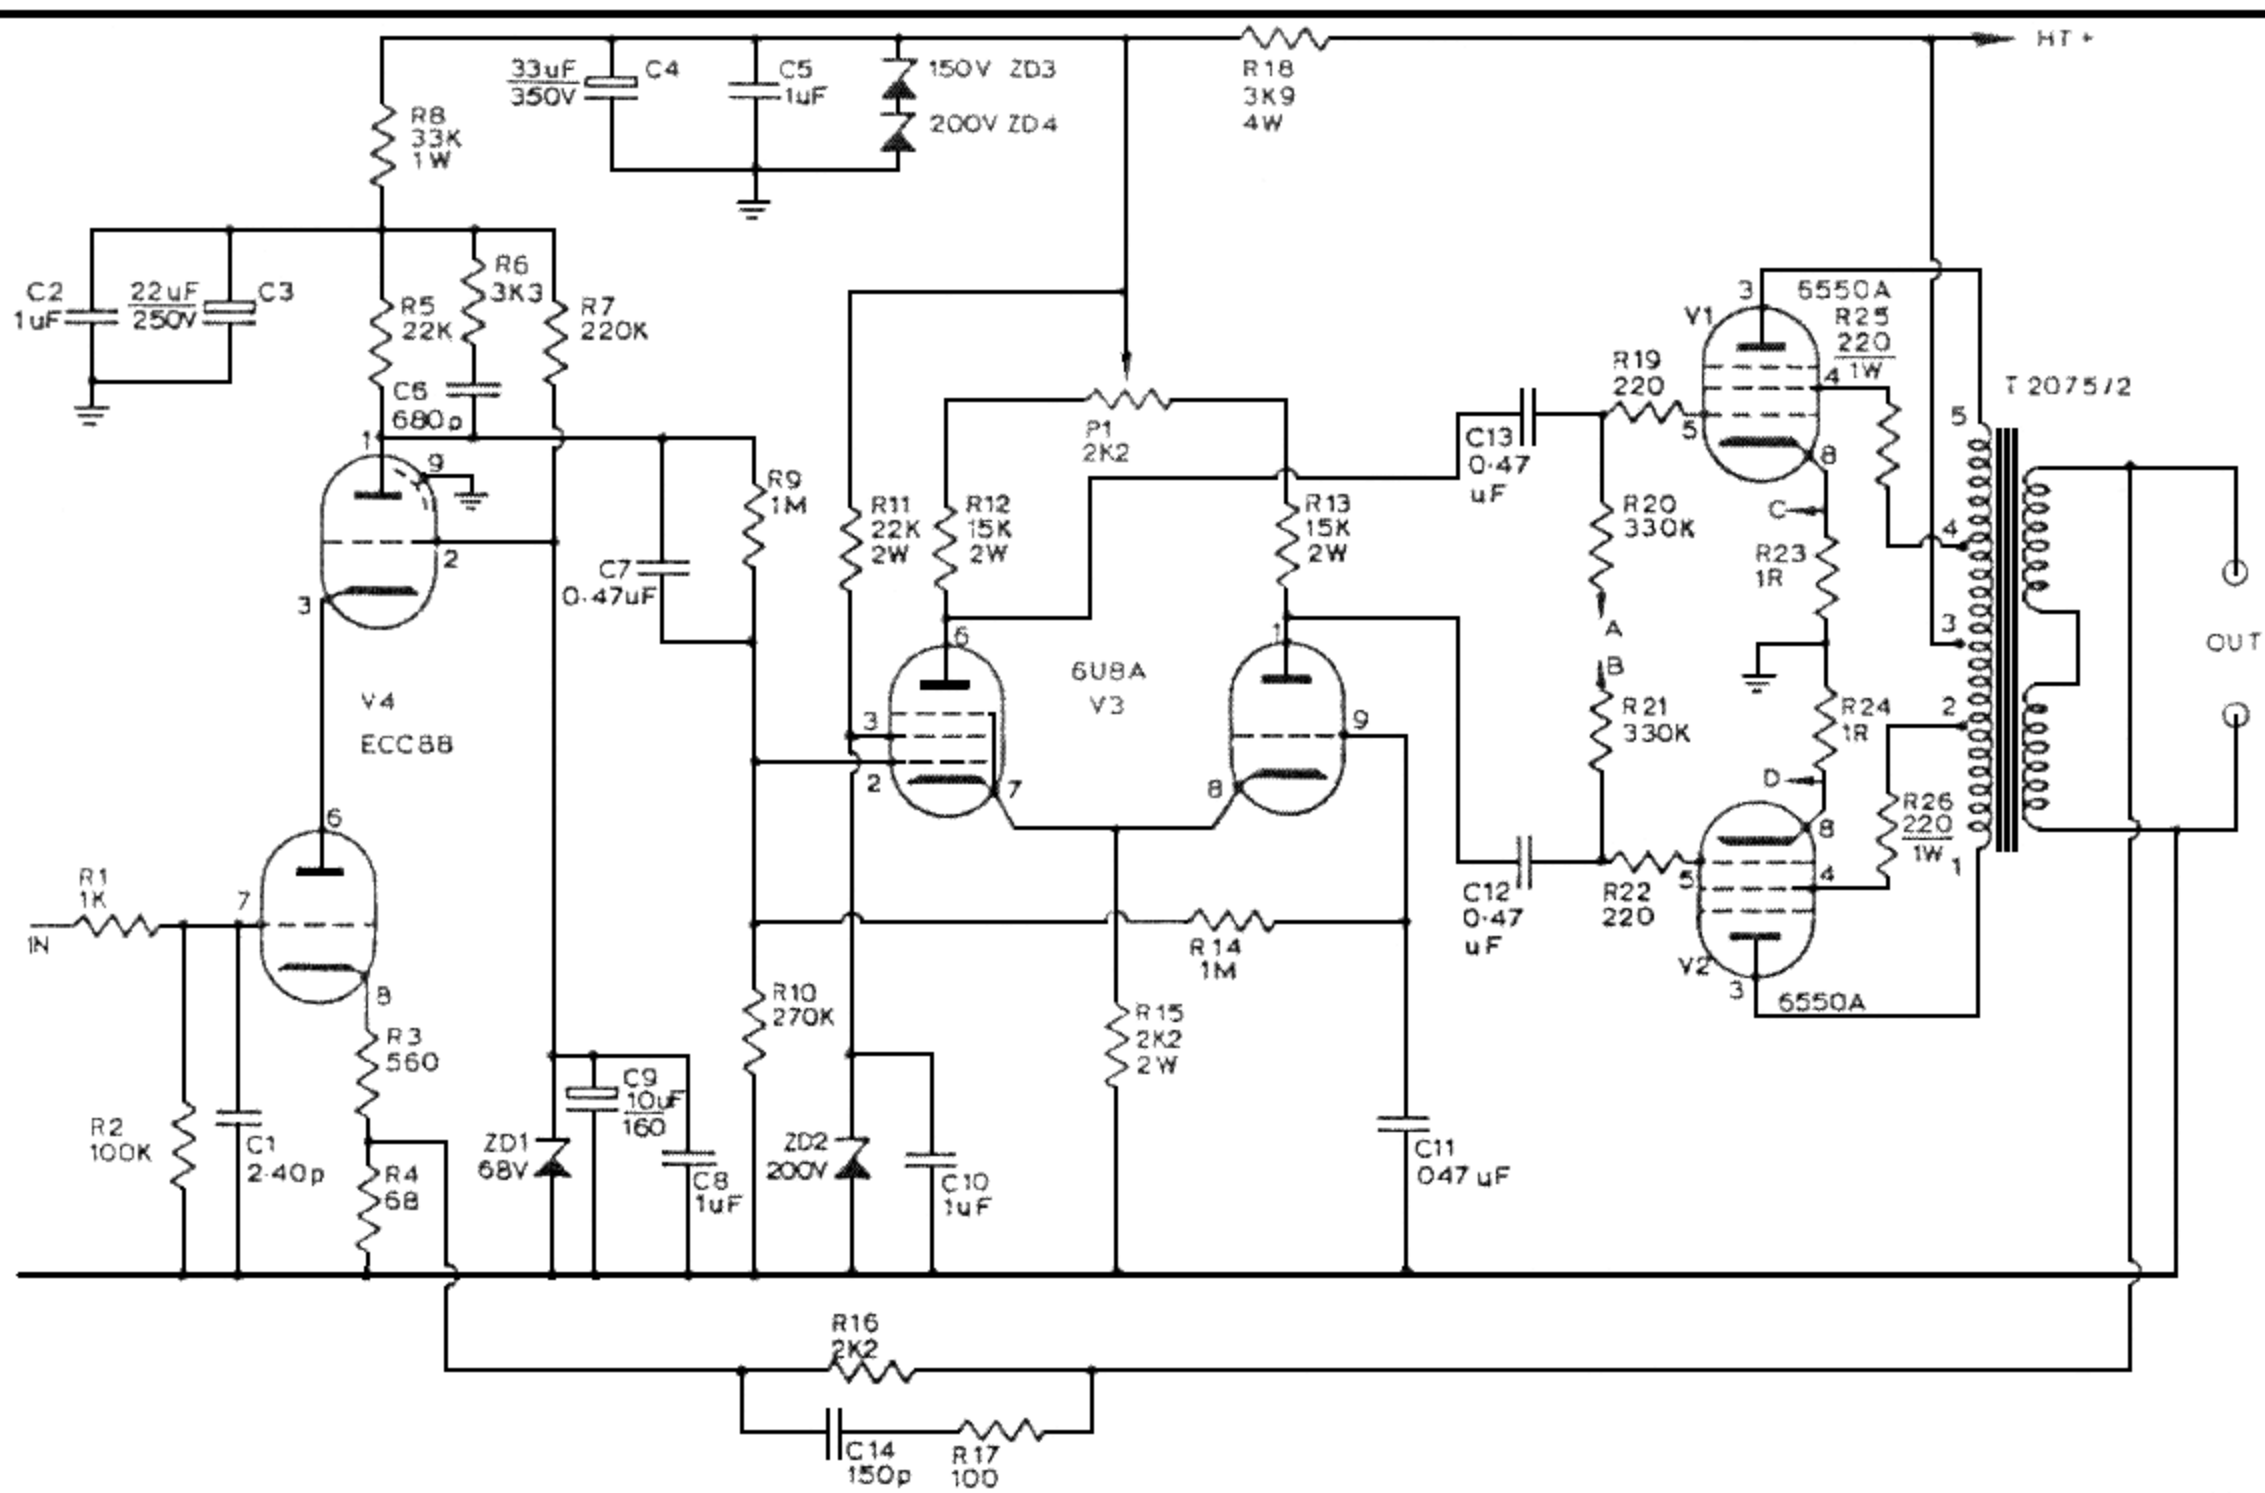 HT +
33uF
350V
C4
C5
1uF
150V ZD3
200V ZD4
R18
3K9
4W
R8
33K
1W
C2
1uF
22uF
250V
C3
R5
22K
R6
3K3
R7
220K
C6
680p
1
9
2
3
V4
ECC88
6
7
8
R1
1K
IN
R2
100K
C1
2-40p
R3
560
R4
68
C7
0.47uF
R9
1M
R10
270K
ZD1
68V
C9
10uF
160
C8
1uF
R11
22K
2W
R12
15K
2W
P1
2K2
R13
15K
2W
6
3
2
7
6U8A
V3
1
9
8
R14
1M
R15
2K2
2W
ZD2
200V
C10
1uF
C11
047uF
C13
0.47
uF
C12
0.47
uF
R19
220
R20
330K
A
B
R21
330K
R22
220
V1
3
6550A
R25
220
1W
4
5
8
C
R23
1R
R24
1R
D
8
5
4
V2
3
6550A
R26
220
1W
T2075/2
5
4
3
2
1
OUT
R16
2K2
C14
150p
R17
100